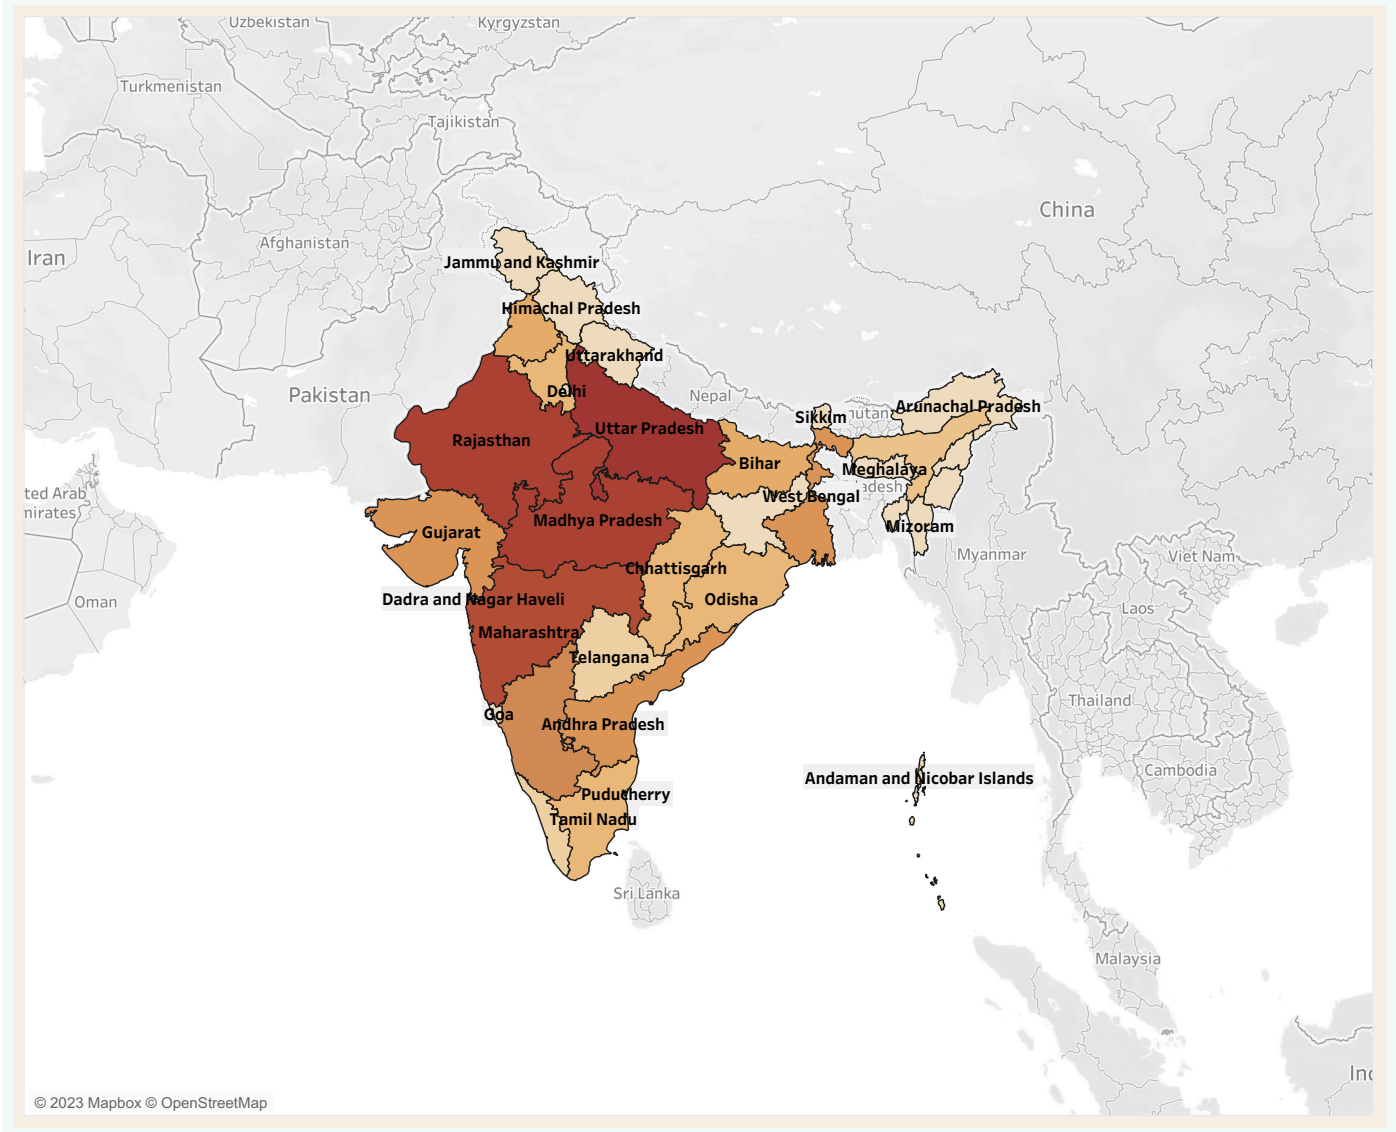 Uzbekistan
Kyrgyzstan
Turkmenistan
Tajikistan
China
Afghanistan
Iran
Jammu and Kashmir
Himachal Pradesh
Uttarakhand
Pakistan
Delhi
Nepal
Sikkim
hutan
Arunachal Pradesh
Rajasthan
Uttar Pradesh
Bihar
Meghalaya
adesh
ted Arab
mirates
West Bengal
Gujarat
Madhya Pradesh
Mizoram
Myanmar
Viet Nam
Chhattisgarh
Oman
Dadra and Nagar Haveli
Odisha
Laos
Maharashtra
Telangana
Thailand
Goa
Andhra Pradesh
Cambodia
Andaman and Nicobar Islands
Puducherry
Tamil Nadu
Sri Lanka
Malaysia
Inc
© 2023 Mapbox © OpenStreetMap